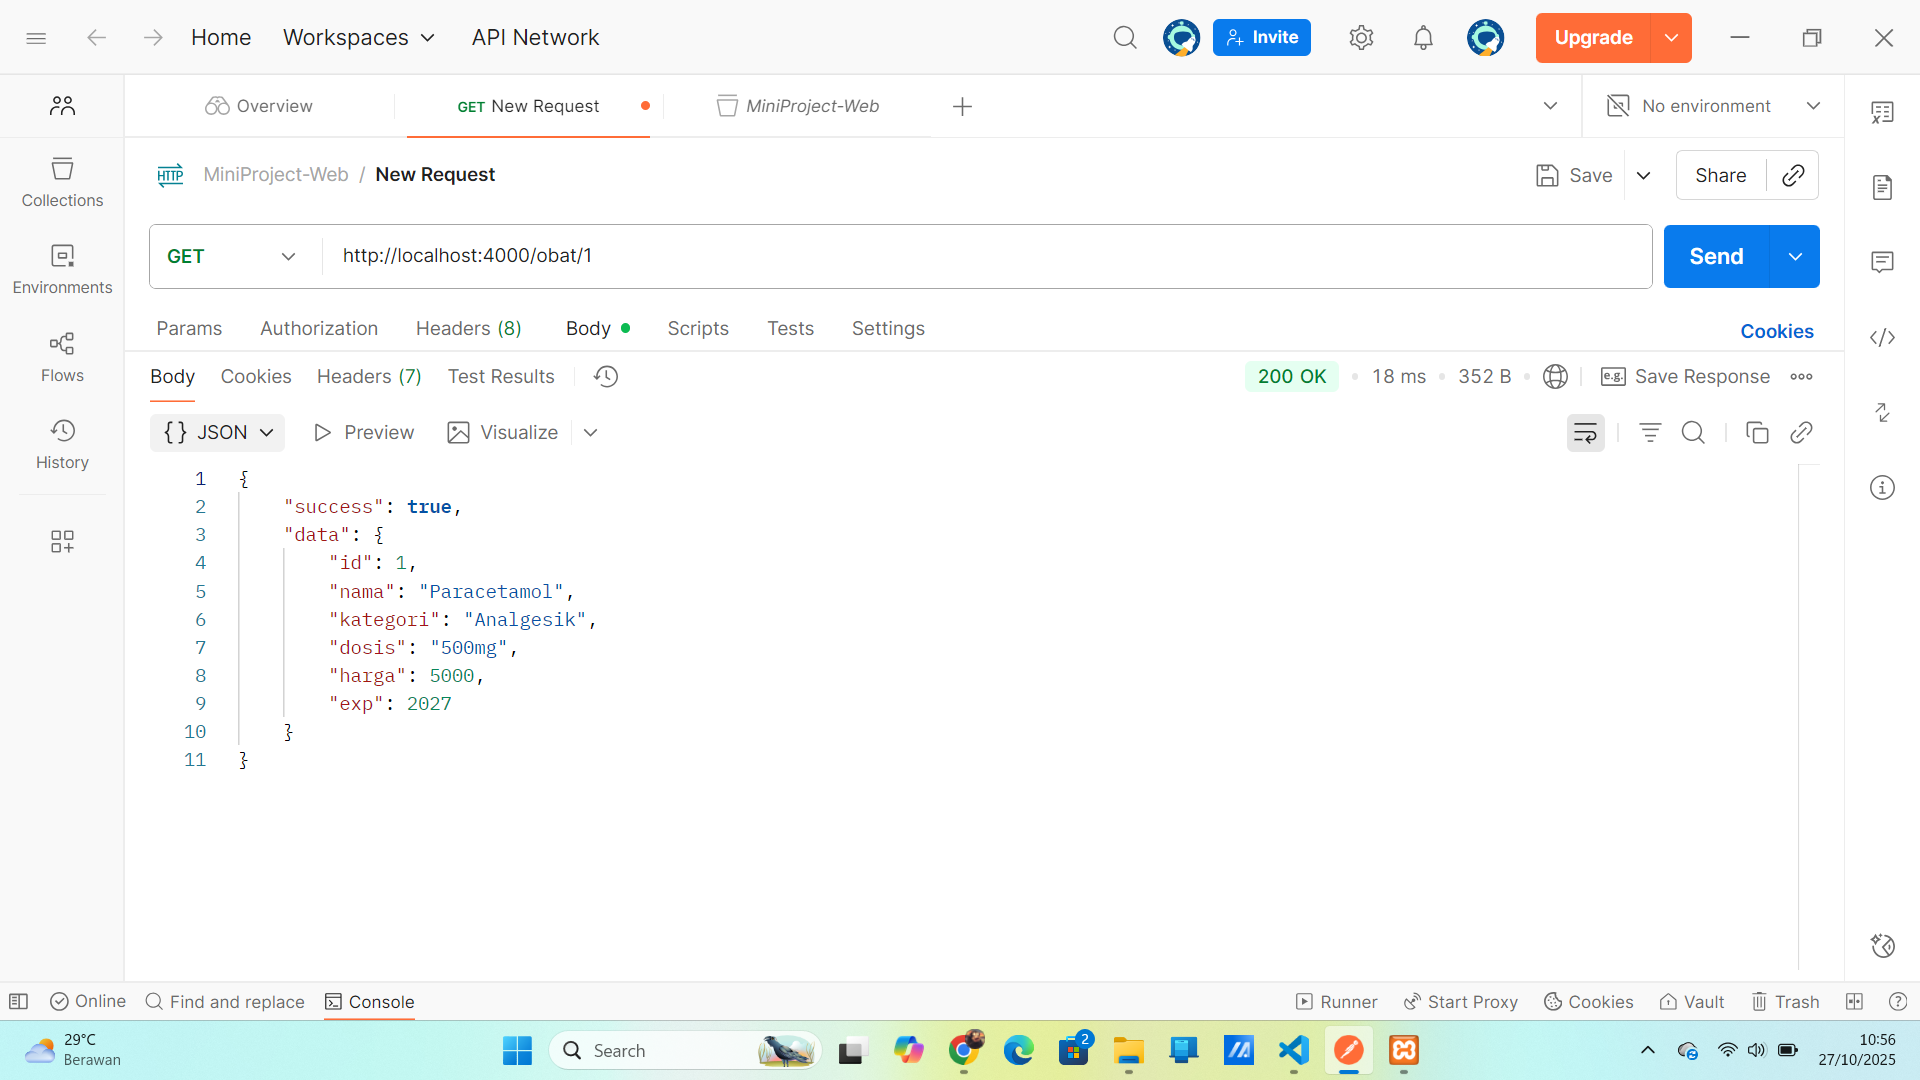 Home Workspaces API Network Invite Upgrade
Overview GET New Request MiniProject-Web No environment
HTTP MiniProject-Web / New Request Save Share
Collections
Environments
Flows
History
GET http://localhost:4000/obat/1 Send
Params Authorization Headers (8) Body Scripts Tests Settings Cookies
Body Cookies Headers (7) Test Results 200 OK 18 ms 352 B e.g. Save Response
{} JSON Preview Visualize
1 {
2 "success": true,
3 "data": {
4 "id": 1,
5 "nama": "Paracetamol",
6 "kategori": "Analgesik",
7 "dosis": "500mg",
8 "harga": 5000,
9 "exp": 2027
10 }
11 }
Online Find and replace Console Runner Start Proxy Cookies Vault Trash
29°C
Berawan
Search
2
10:56
27/10/2025